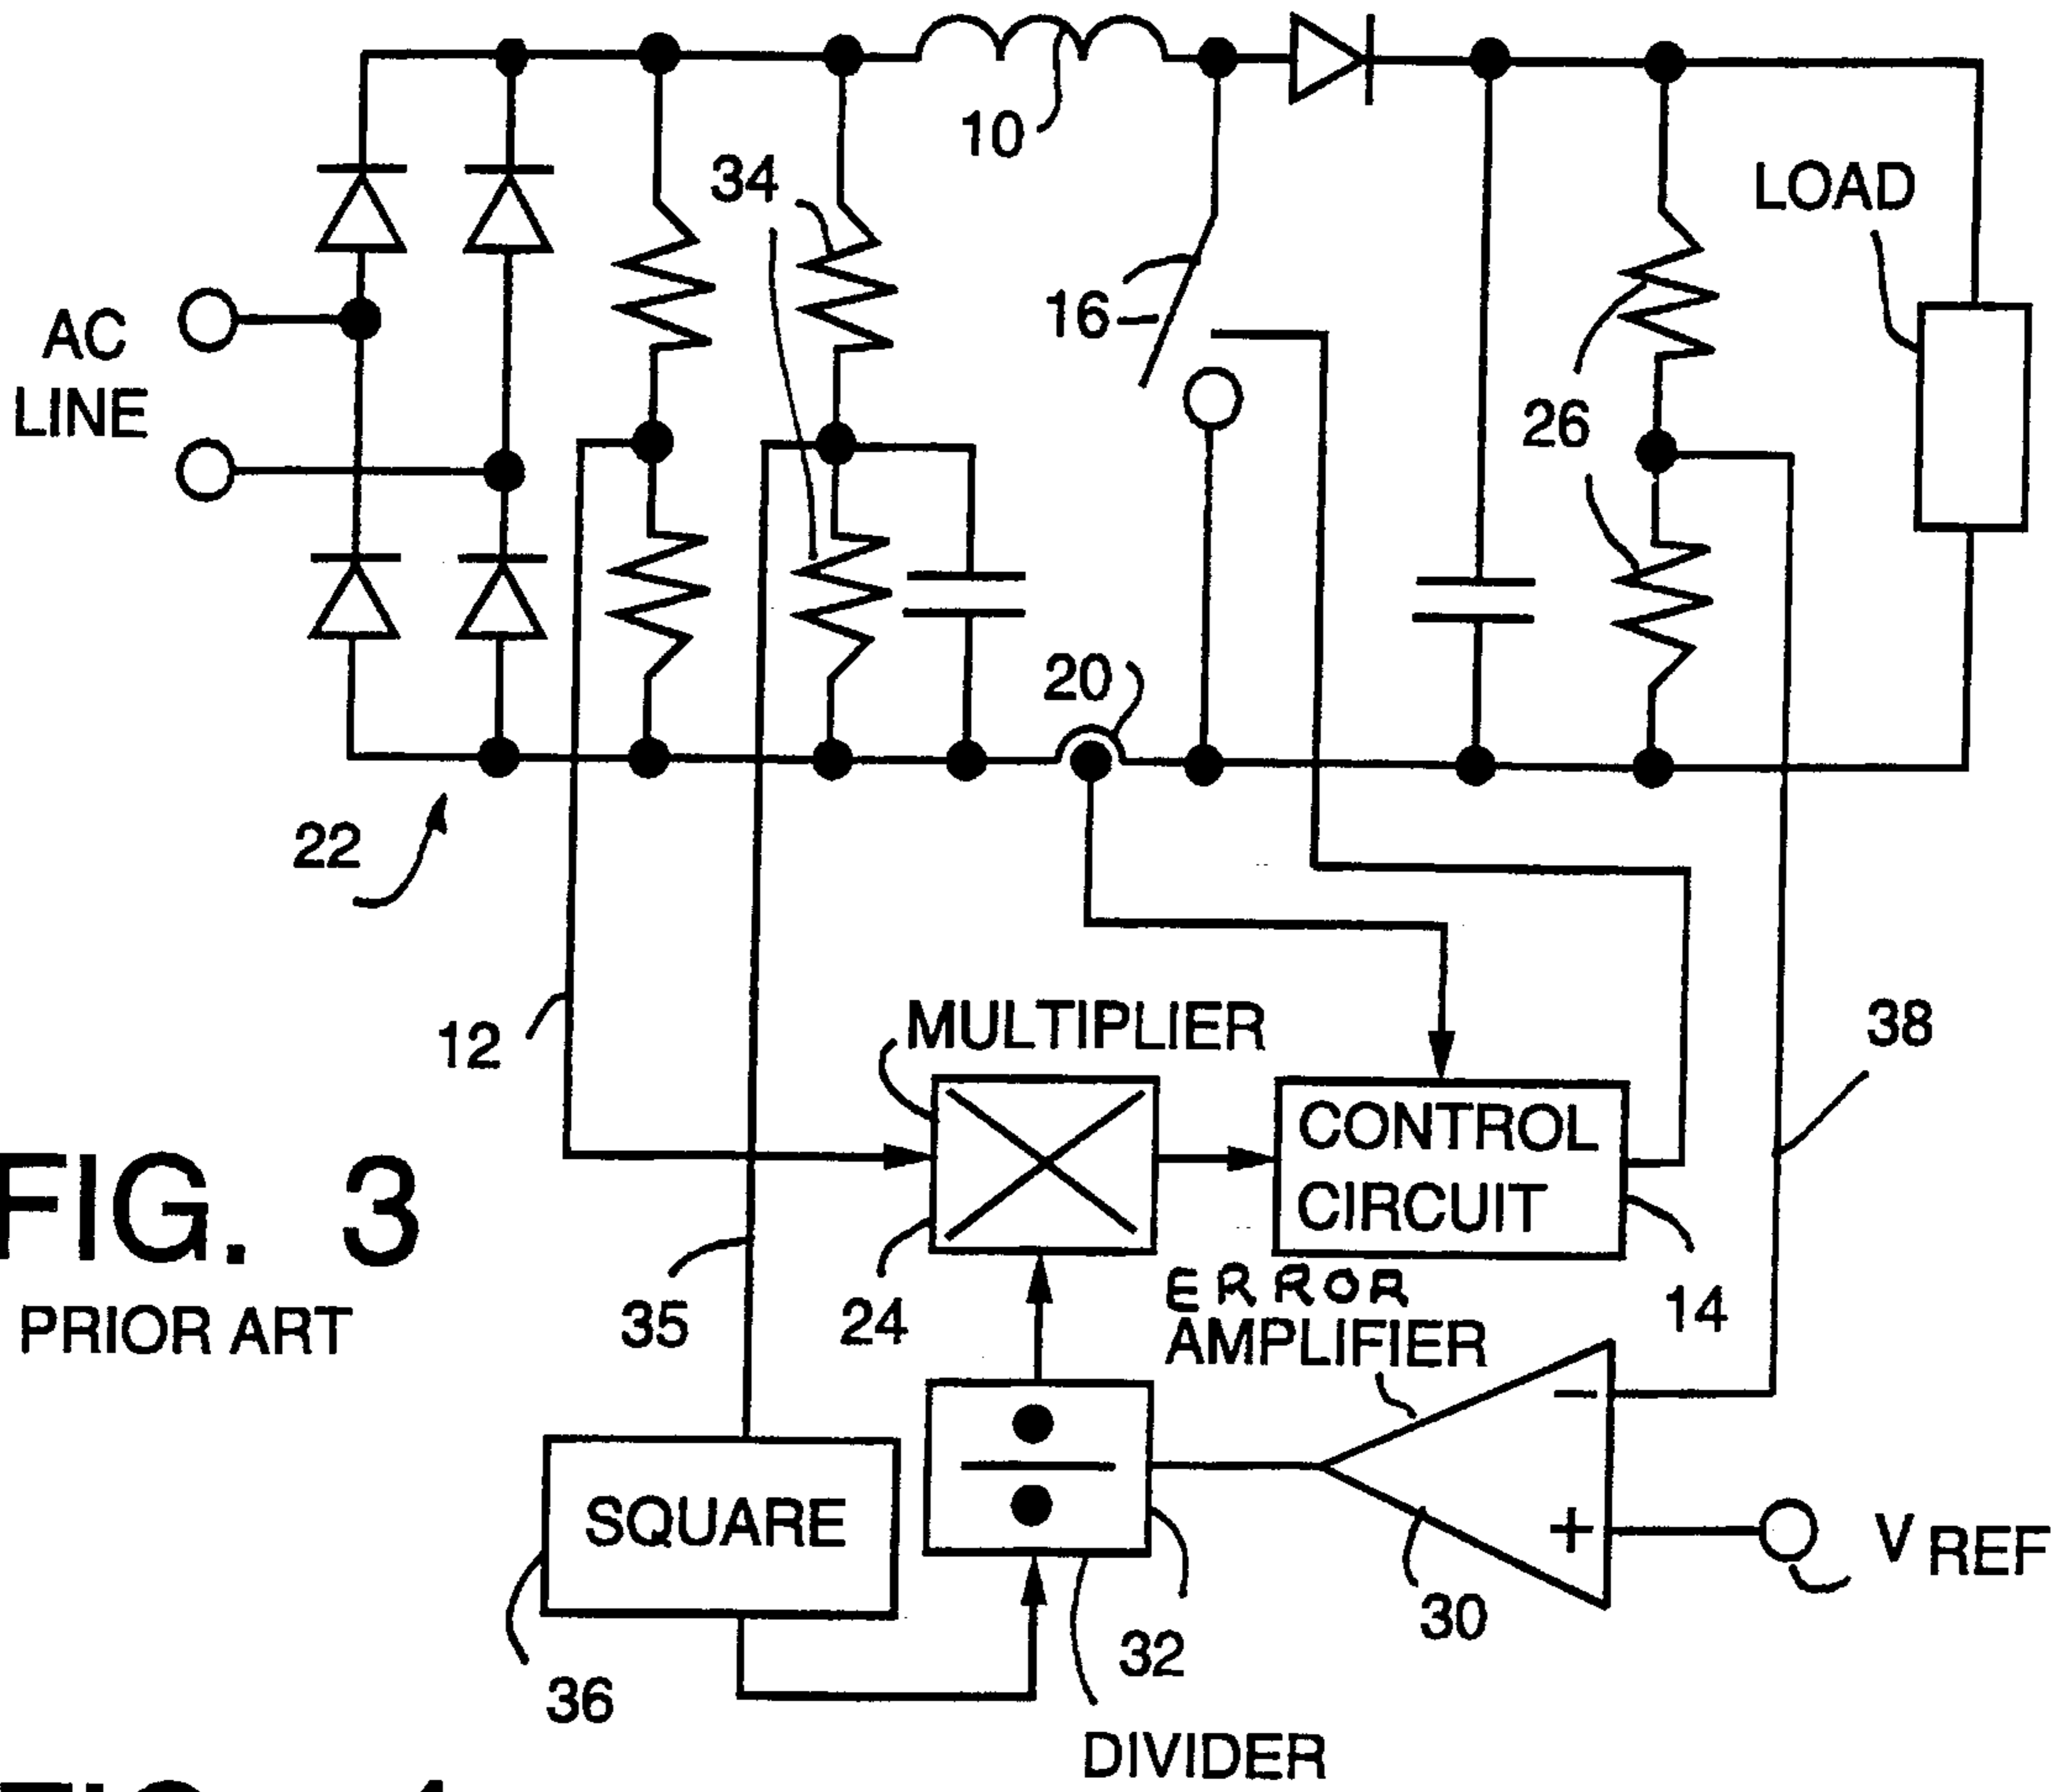 10
34
LOAD
AC
LINE
16
26
20
22
12
MULTIPLIER
38
CONTROL
CIRCUIT
FIG. 3
PRIOR ART
35
24
ERROR
AMPLIFIER
14
SQUARE
VREF
30
32
36
DIVIDER